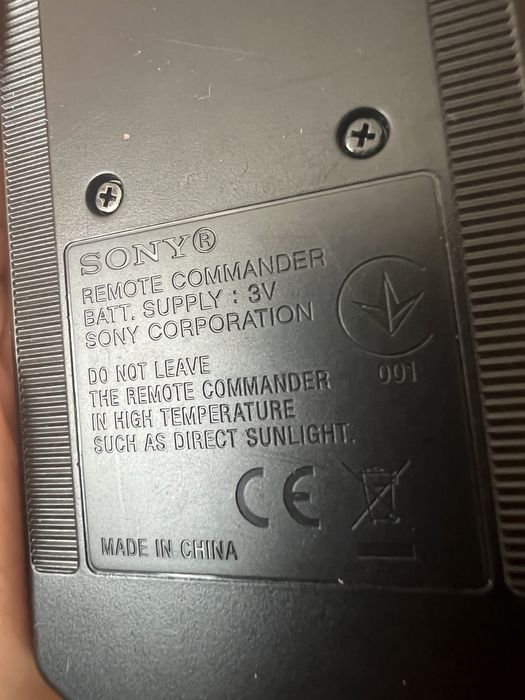 SONY®
REMOTE COMMANDER
BATT. SUPPLY : 3V
SONY CORPORATION
001
DO NOT LEAVE
THE REMOTE COMMANDER
IN HIGH TEMPERATURE
SUCH AS DIRECT SUNLIGHT.
CE
MADE IN CHINA